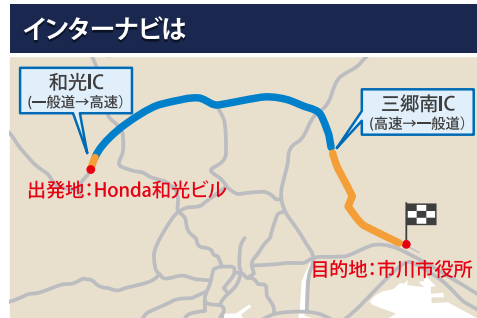 インターナビは
和光IC
(一般道→高速)
三郷南IC
(高速→一般道)
出発地：Honda和光ビル
目的地：市川市役所